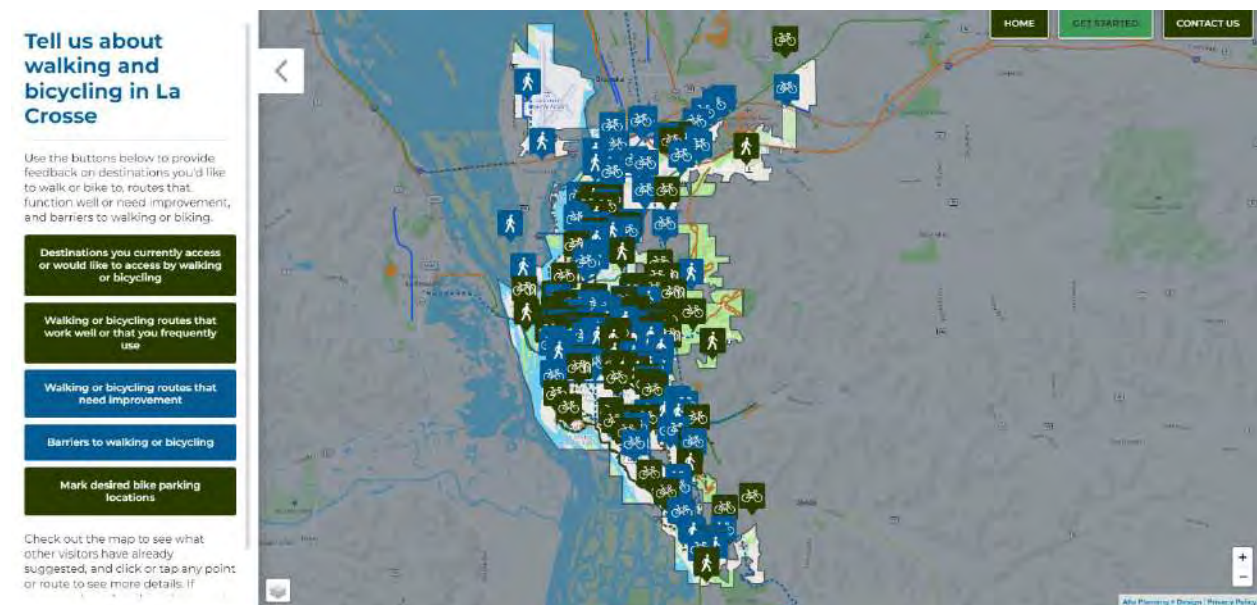 Tell us about
walking and
bicycling in La
Crosse
Use the buttons below to provide
feedback on destinations you'd like
to walk or bike to, routes that
function well or need improvement,
and barriers to walking or biking.
Destinations you currently access
or would like to access by walking
or bicycling
Walking or bicycling routes that
work well or that you frequently
use
Walking or bicycling routes that
need improvement
Barriers to walking or bicycling
Mark desired bike parking
locations
Check out the map to see what
other visitors have already
suggested, and click or tap any point
or route to see more details. If
HOME
GET STARTED
CONTACT US
+
−
Alta Planning + Design | Privacy Policy